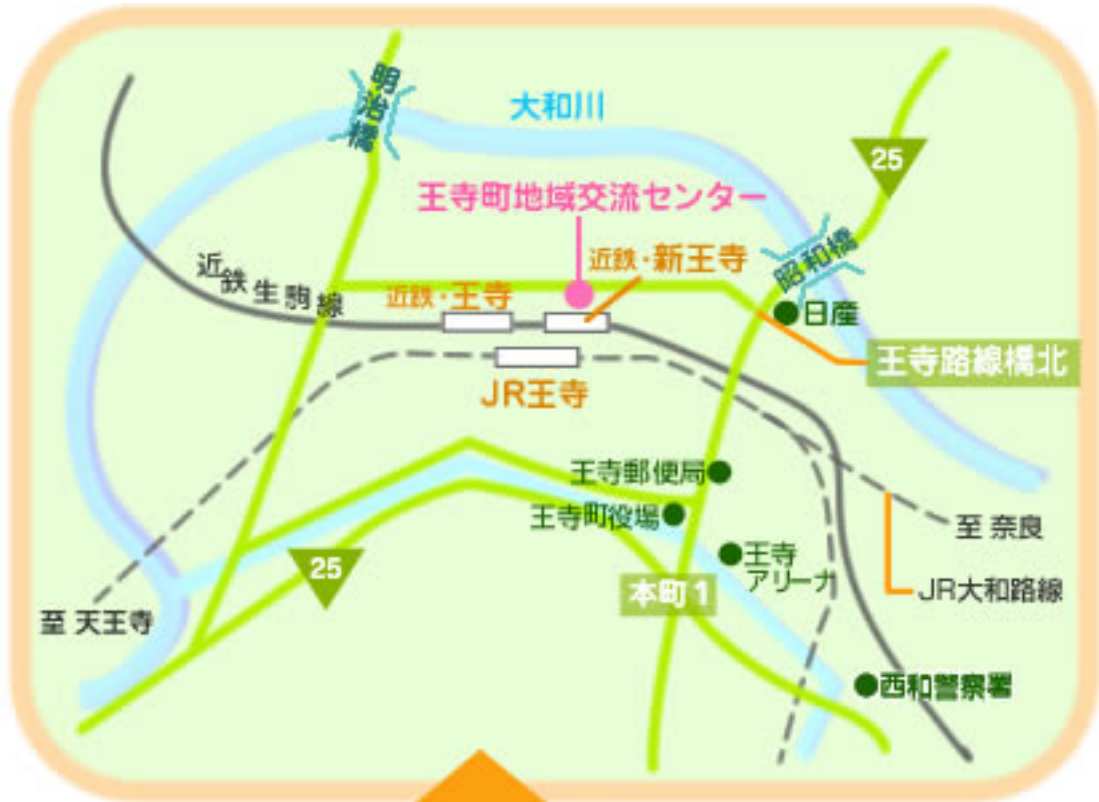 明治橋
大和川
25
王寺町地域交流センター
近鉄・新王寺
昭和橋
近鉄生駒線
近鉄・王寺
日産
王寺路線橋北
JR王寺
王寺郵便局
王寺町役場
至 奈良
王寺
アリーナ
25
本町1
JR大和路線
至 天王寺
西和警察署